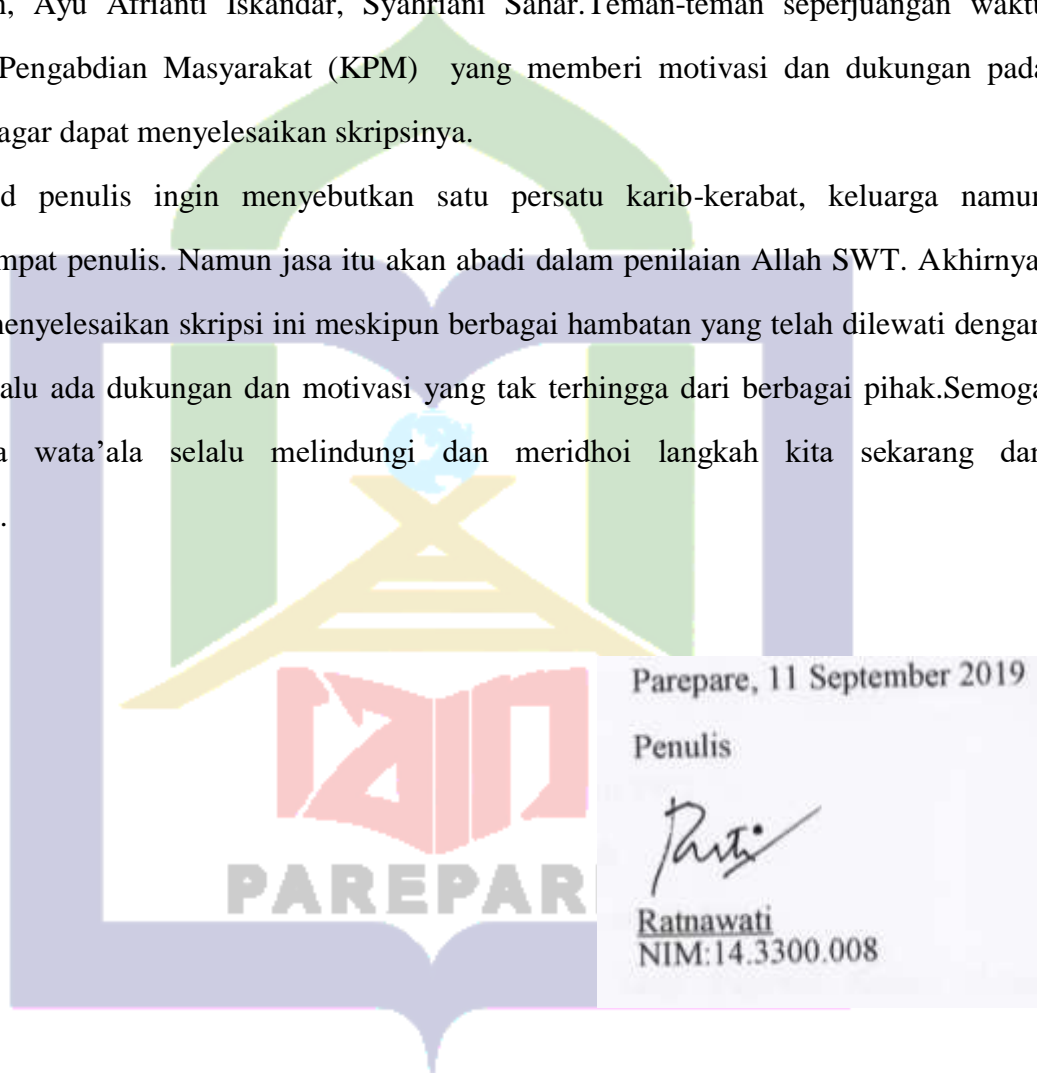 n, Ayu Afrianti Iskandar, Syahriani Sahar.Teman-teman seperjuangan waktu
Pengabdian Masyarakat (KPM) yang memberi motivasi dan dukungan pada
agar dapat menyelesaikan skripsinya.
d penulis ingin menyebutkan satu persatu karib-kerabat, keluarga namun
mpat penulis. Namun jasa itu akan abadi dalam penilaian Allah SWT. Akhirnya
menyelesaikan skripsi ini meskipun berbagai hambatan yang telah dilewati dengan
alu ada dukungan dan motivasi yang tak terhingga dari berbagai pihak.Semoga
a wata’ala selalu melindungi dan meridhoi langkah kita sekarang dan
.
Parepare, 11 September 2019
Penulis
iain
PAREPAR
Ratnawati
NIM:14.3300.008